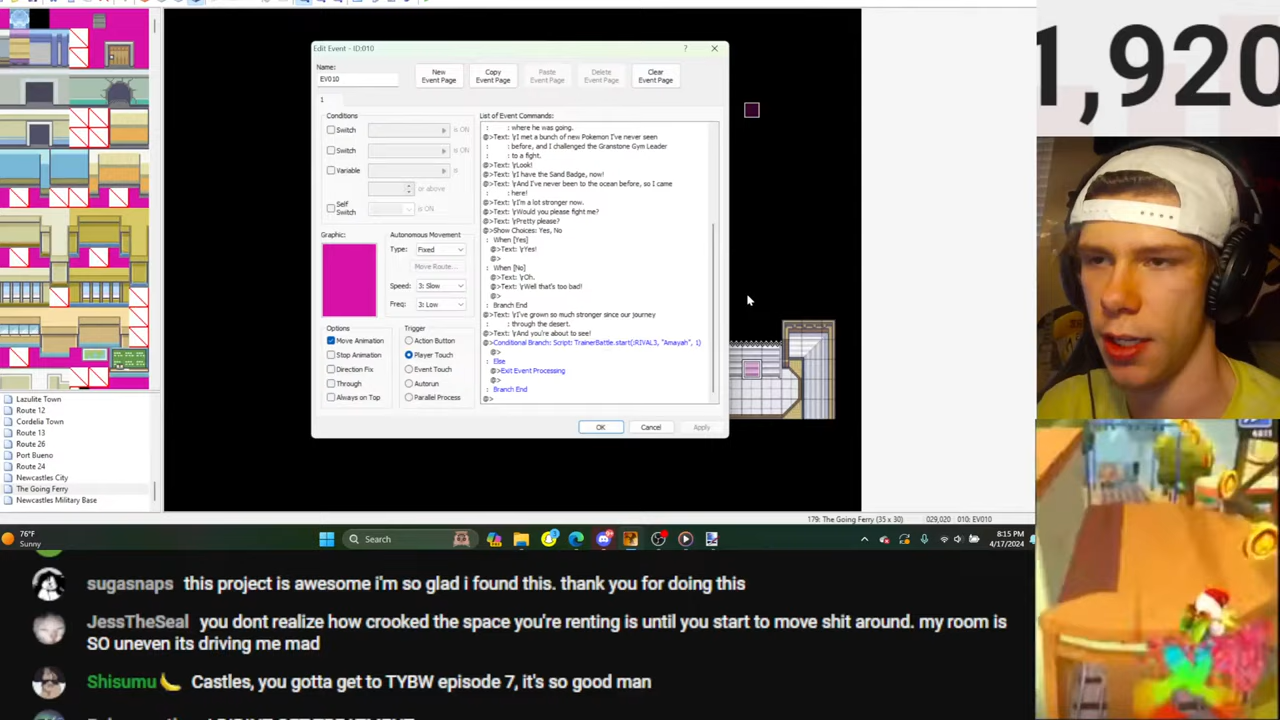 Edit Event - ID:010
?
Name:
EV010
New
Event Page
Copy
Event Page
Paste
Event Page
Delete
Event Page
Clear
Event Page
1
Conditions
Switch
is ON
Switch
is ON
Variable
is
or above
Self
Switch
is ON
Graphic:
Autonomous Movement
Type: Fixed
Move Route...
Speed: 3: Slow
Freq: 3: Low
Options
Move Animation
Stop Animation
Direction Fix
Through
Always on Top
Trigger
Action Button
Player Touch
Event Touch
Autorun
Parallel Process
List of Event Commands:
: : where he was going.
@>Text: \rI met a bunch of new Pokemon I've never seen
: : before, and I challenged the Granstone Gym Leader
: : to a fight.
@>Text: \rLook!
@>Text: \rI have the Sand Badge, now!
@>Text: \rAnd I've never been to the ocean before, so I came
: : here!
@>Text: \rI'm a lot stronger now.
@>Text: \rWould you please fight me?
@>Text: \rPretty please?
@>Show Choices: Yes, No
: When [Yes]
@>Text: \rYes!
@>
: When [No]
@>Text: \rOh.
@>Text: \rWell that's too bad!
@>
: Branch End
@>Text: \rI've grown so much stronger since our journey
: : through the desert.
@>Text: \rAnd you're about to see!
@>Conditional Branch: Script: TrainerBattle.start(:RIVAL3, "Amayah", 1)
@>
: Else
@>Exit Event Processing
@>
: Branch End
@>
OK
Cancel
Apply
Lazulite Town
Route 12
Cordelia Town
Route 13
Route 26
Port Bueno
Route 24
Newcastles City
The Going Ferry
Newcastles Military Base
179: The Going Ferry (35 x 30)
029,020
010: EV010
1,920
76°F
Sunny
Search
8:15 PM
4/17/2024
sugasnaps this project is awesome i'm so glad i found this. thank you for doing this
JessTheSeal you dont realize how crooked the space you're renting is until you start to move shit around. my room is
SO uneven its driving me mad
Shisumu Castles, you gotta get to TYBW episode 7, it's so good man